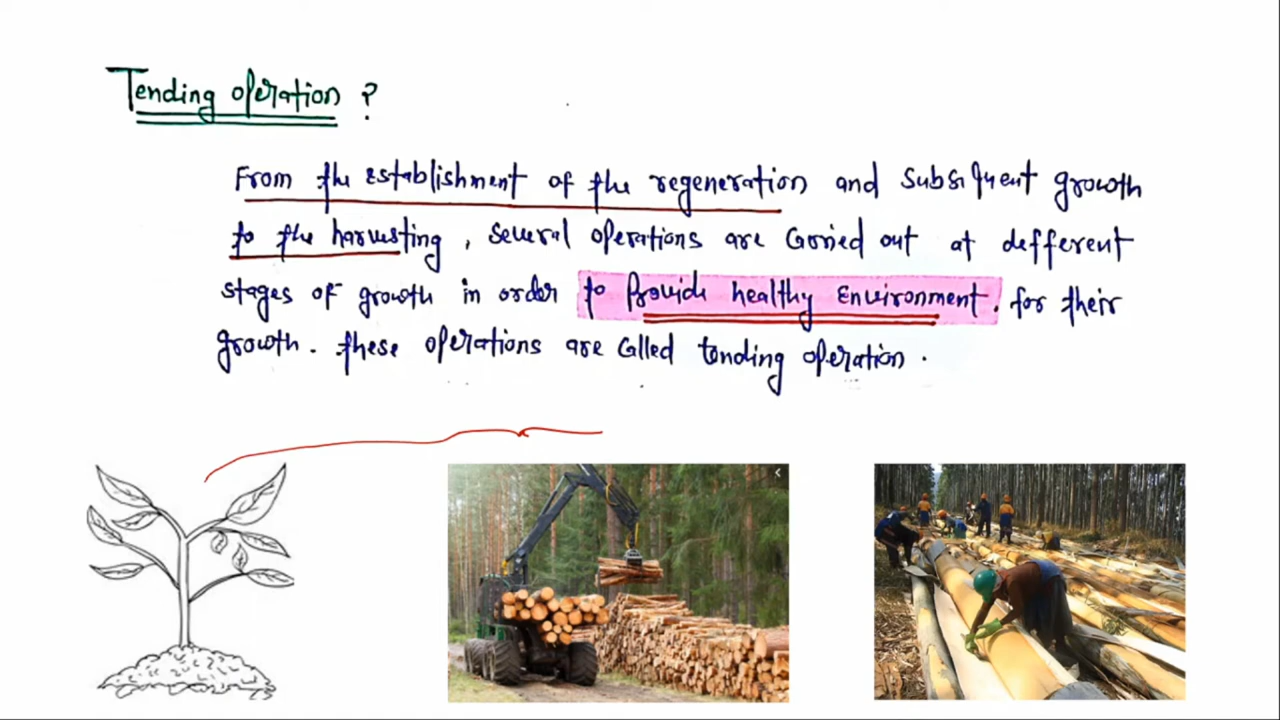 Tending operation ?
From the establishment of the regeneration and subsequent growth
to the harvesting , several operations are carried out at different
stages of growth in order to provide healthy environment . for their
growth . these operations are called tending operation .